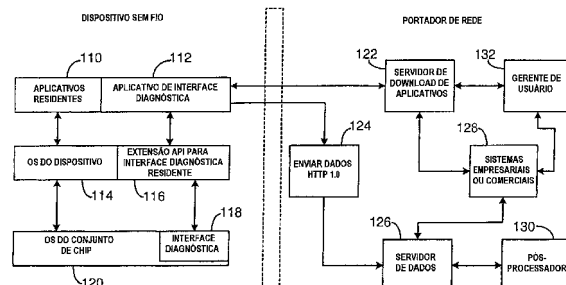 DISPOSITIVO SEM FIO
PORTADOR DE REDE
110
112
APLICATIVOS
RESIDENTES
APLICATIVO DE INTERFACE
DIAGNÓSTICA
122
SERVIDOR DE
DOWNLOAD DE
APLICATIVOS
132
GERENTE DE
USUÁRIO
124
ENVIAR DADOS
HTTP 1.0
128
SISTEMAS
EMPRESARIAIS
OU COMERCIAIS
OS DO DISPOSITIVO
EXTENSÃO API PARA
INTERFACE DIAGNÓSTICA
RESIDENTE
114
116
118
OS DO CONJUNTO
DE CHIP
INTERFACE
DIAGNÓSTICA
120
126
SERVIDOR
DE DADOS
130
PÓS-
PROCESSADOR